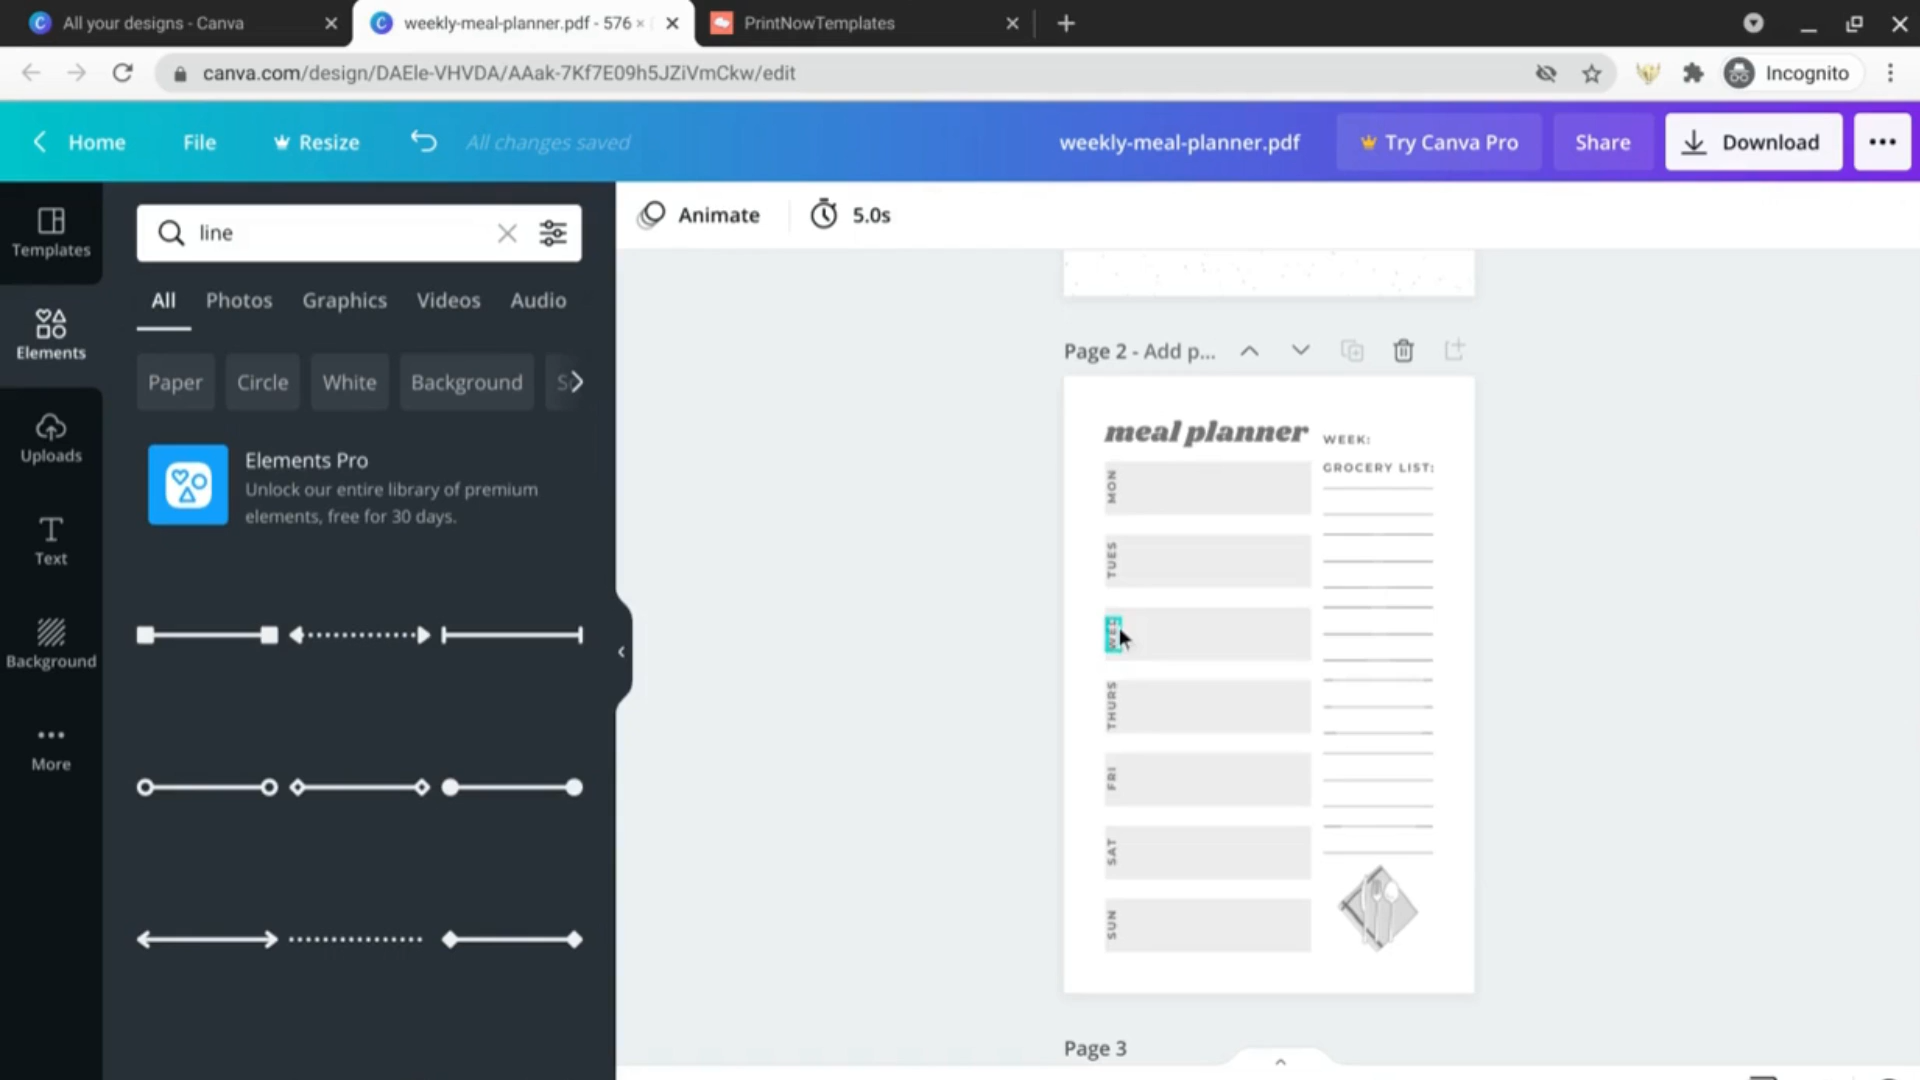 All your designs - Canva
weekly-meal-planner.pdf - 576 ×
PrintNowTemplates
canva.com/design/DAEle-VHVDA/AAak-7Kf7E09h5JZiVmCkw/edit
Incognito
Home
File
Resize
All changes saved
weekly-meal-planner.pdf
Try Canva Pro
Share
Download
Templates
Elements
Uploads
Text
Background
More
line
All
Photos
Graphics
Videos
Audio
Paper
Circle
White
Background
Elements Pro
Unlock our entire library of premium
elements, free for 30 days.
Animate
5.0s
Page 2 - Add p...
meal planner
WEEK:
GROCERY LIST:
MON
TUES
WED
THURS
FRI
SAT
SUN
Page 3